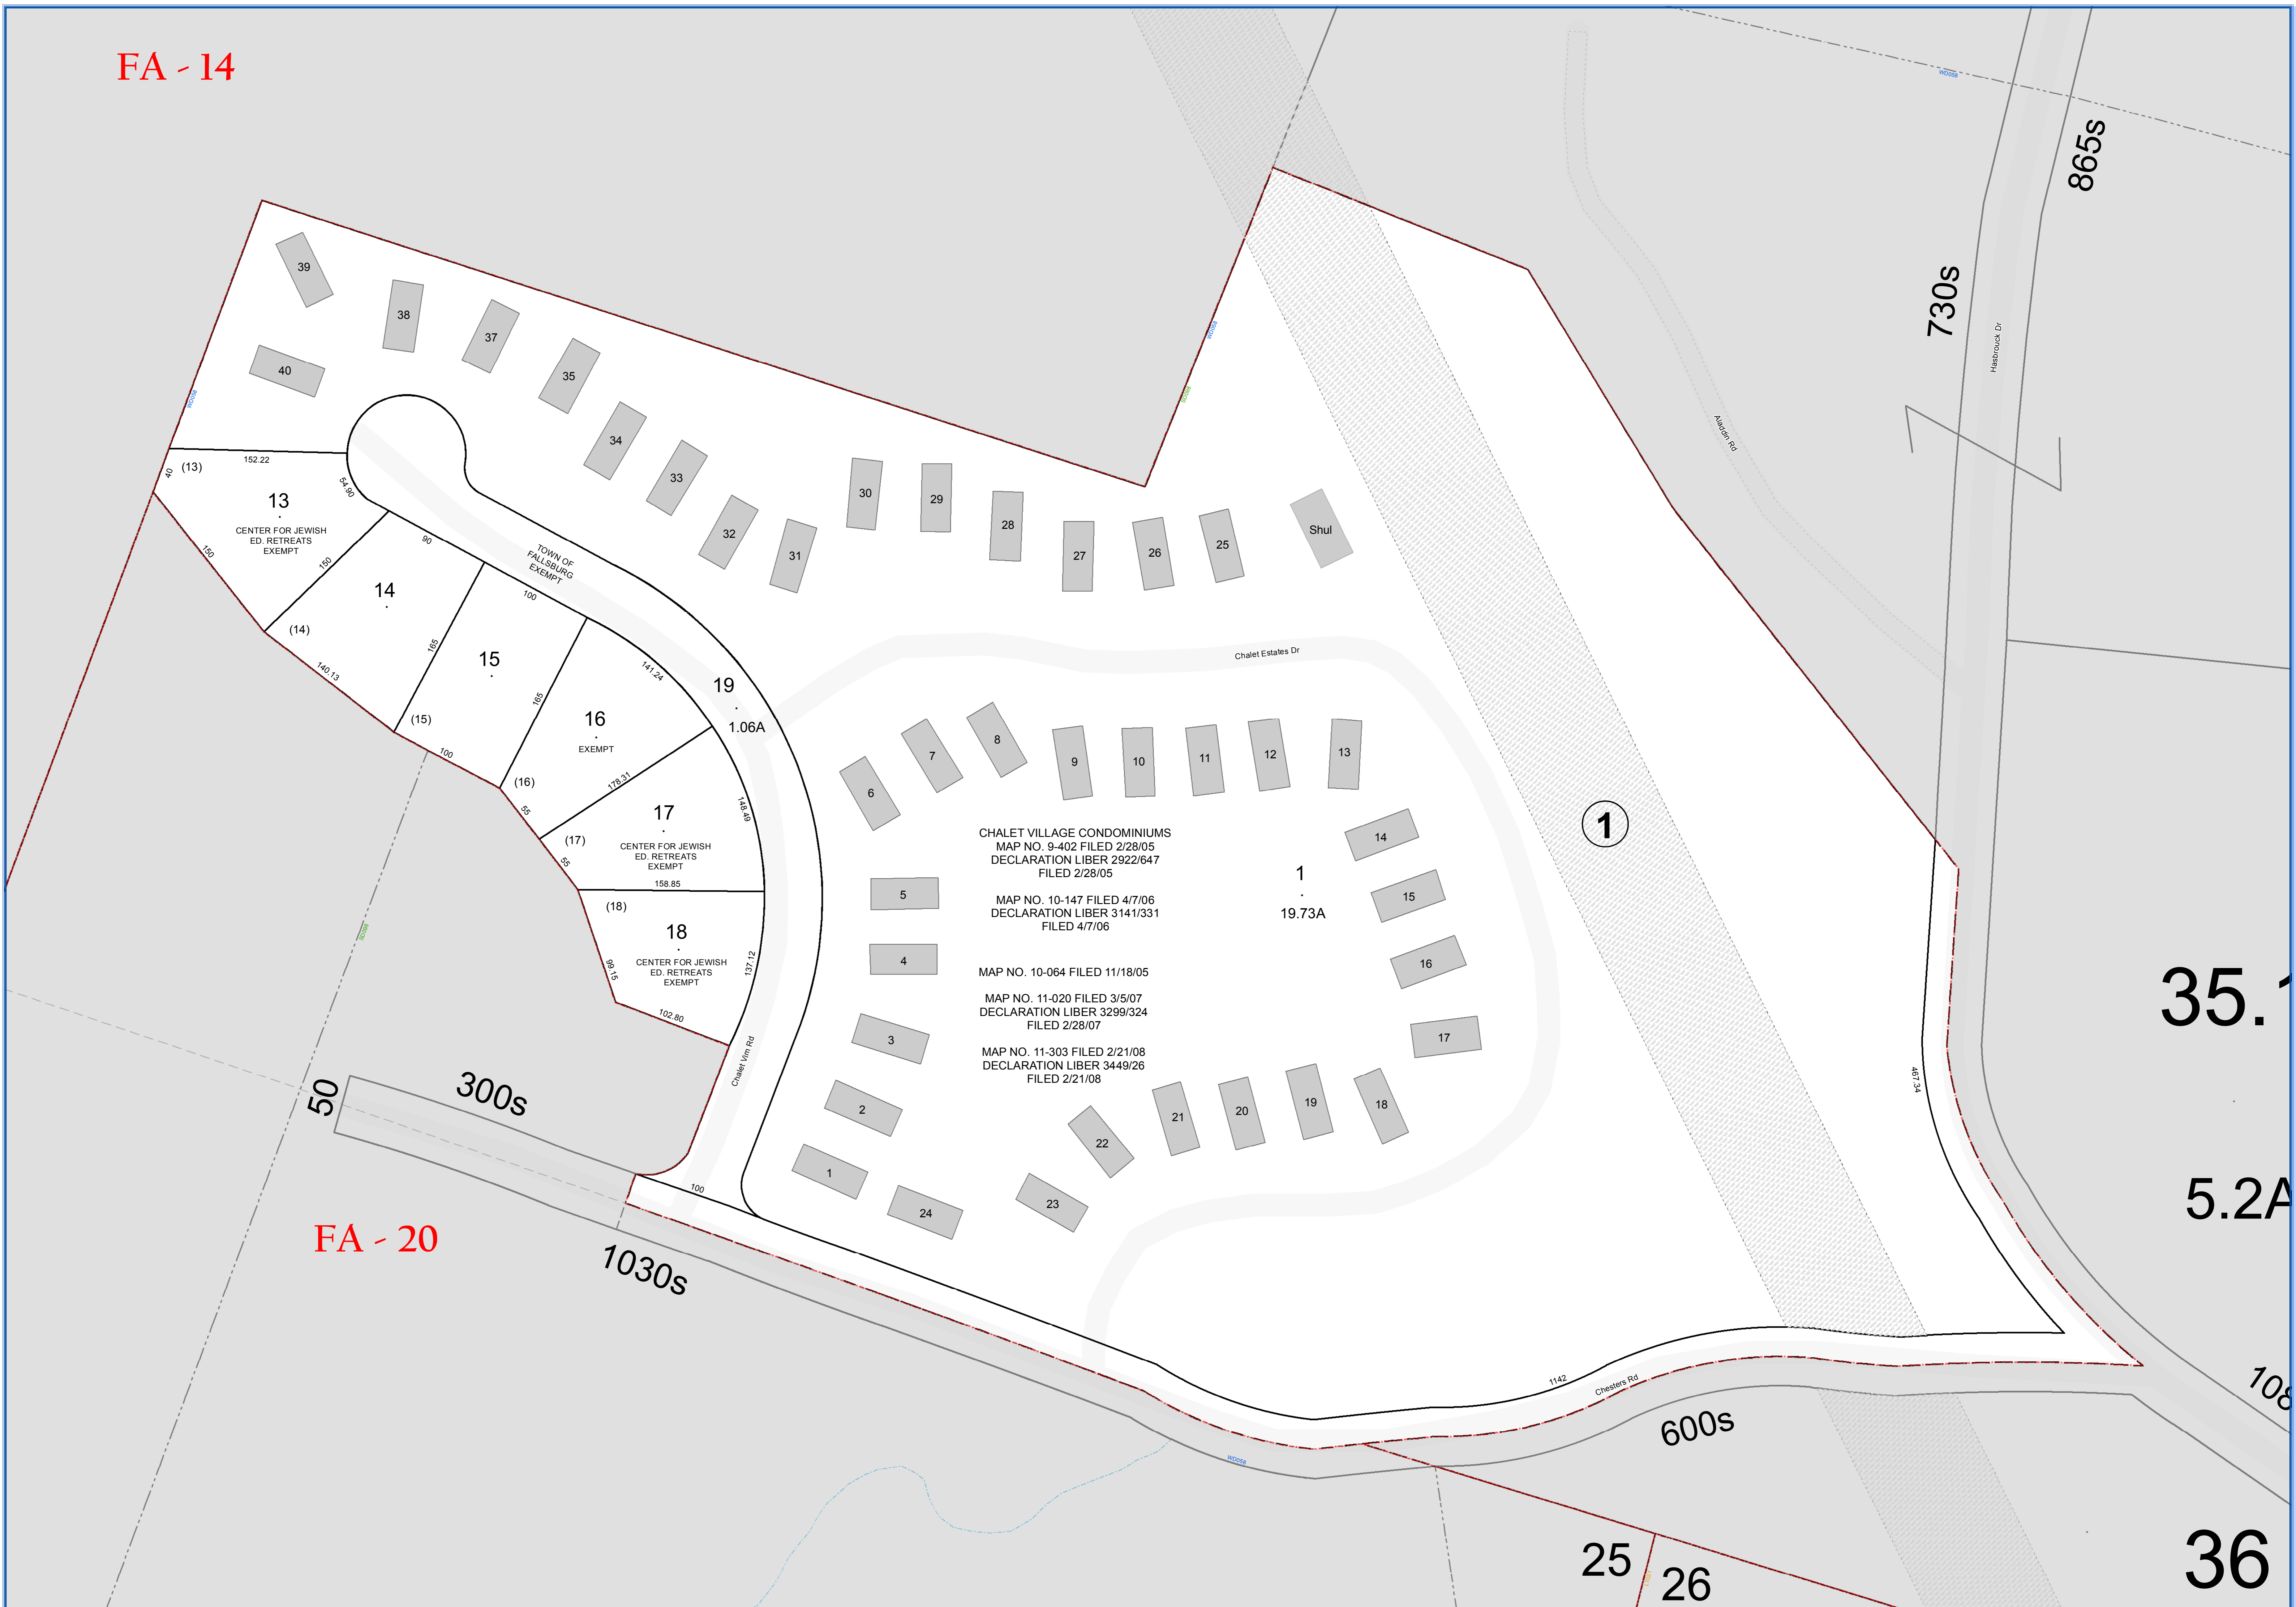 FA - 14
WD058
865s
730s
Hasbrouck Dr
Aladdin Rd
WD058
SD068
39
38
37
40
35
34
33
32
31
30
29
28
27
26
25
Shul
WD058
152.22
40
(13)
54.90
13
CENTER FOR JEWISH
ED. RETREATS
EXEMPT
150
150
90
TOWN OF
FALLSBURG
EXEMPT
14
(14)
140.13
100
165
15
(15)
100
165
141.24
16
EXEMPT
(16)
55
178.31
19
1.06A
Chalet Estates Dr
17
CENTER FOR JEWISH
ED. RETREATS
EXEMPT
(17)
55
148.49
158.85
(18)
18
CENTER FOR JEWISH
ED. RETREATS
EXEMPT
99.15
137.12
102.80
Chalet Vim Rd
6
7
8
9
10
11
12
13
14
15
16
17
5
4
3
2
1
24
23
22
21
20
19
18
CHALET VILLAGE CONDOMINIUMS
MAP NO. 9-402 FILED 2/28/05
DECLARATION LIBER 2922/647
FILED 2/28/05
MAP NO. 10-147 FILED 4/7/06
DECLARATION LIBER 3141/331
FILED 4/7/06
MAP NO. 10-064 FILED 11/18/05
MAP NO. 11-020 FILED 3/5/07
DECLARATION LIBER 3299/324
FILED 2/28/07
MAP NO. 11-303 FILED 2/21/08
DECLARATION LIBER 3449/26
FILED 2/21/08
1
19.73A
1
35.1
467.34
5.2A
50
300s
100
FA - 20
1030s
1142
Chesters Rd
600s
108
WD058
25
26
36